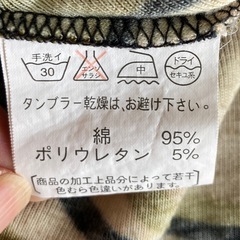 手洗イ
30
エンソ
サラシ
中
ドライ
セキユ系
タンブラー乾燥は、お避け下さい。
綿 95%
ポリウレタン 5%
商品の加工上品分によって若干
色むら色違いがあります。